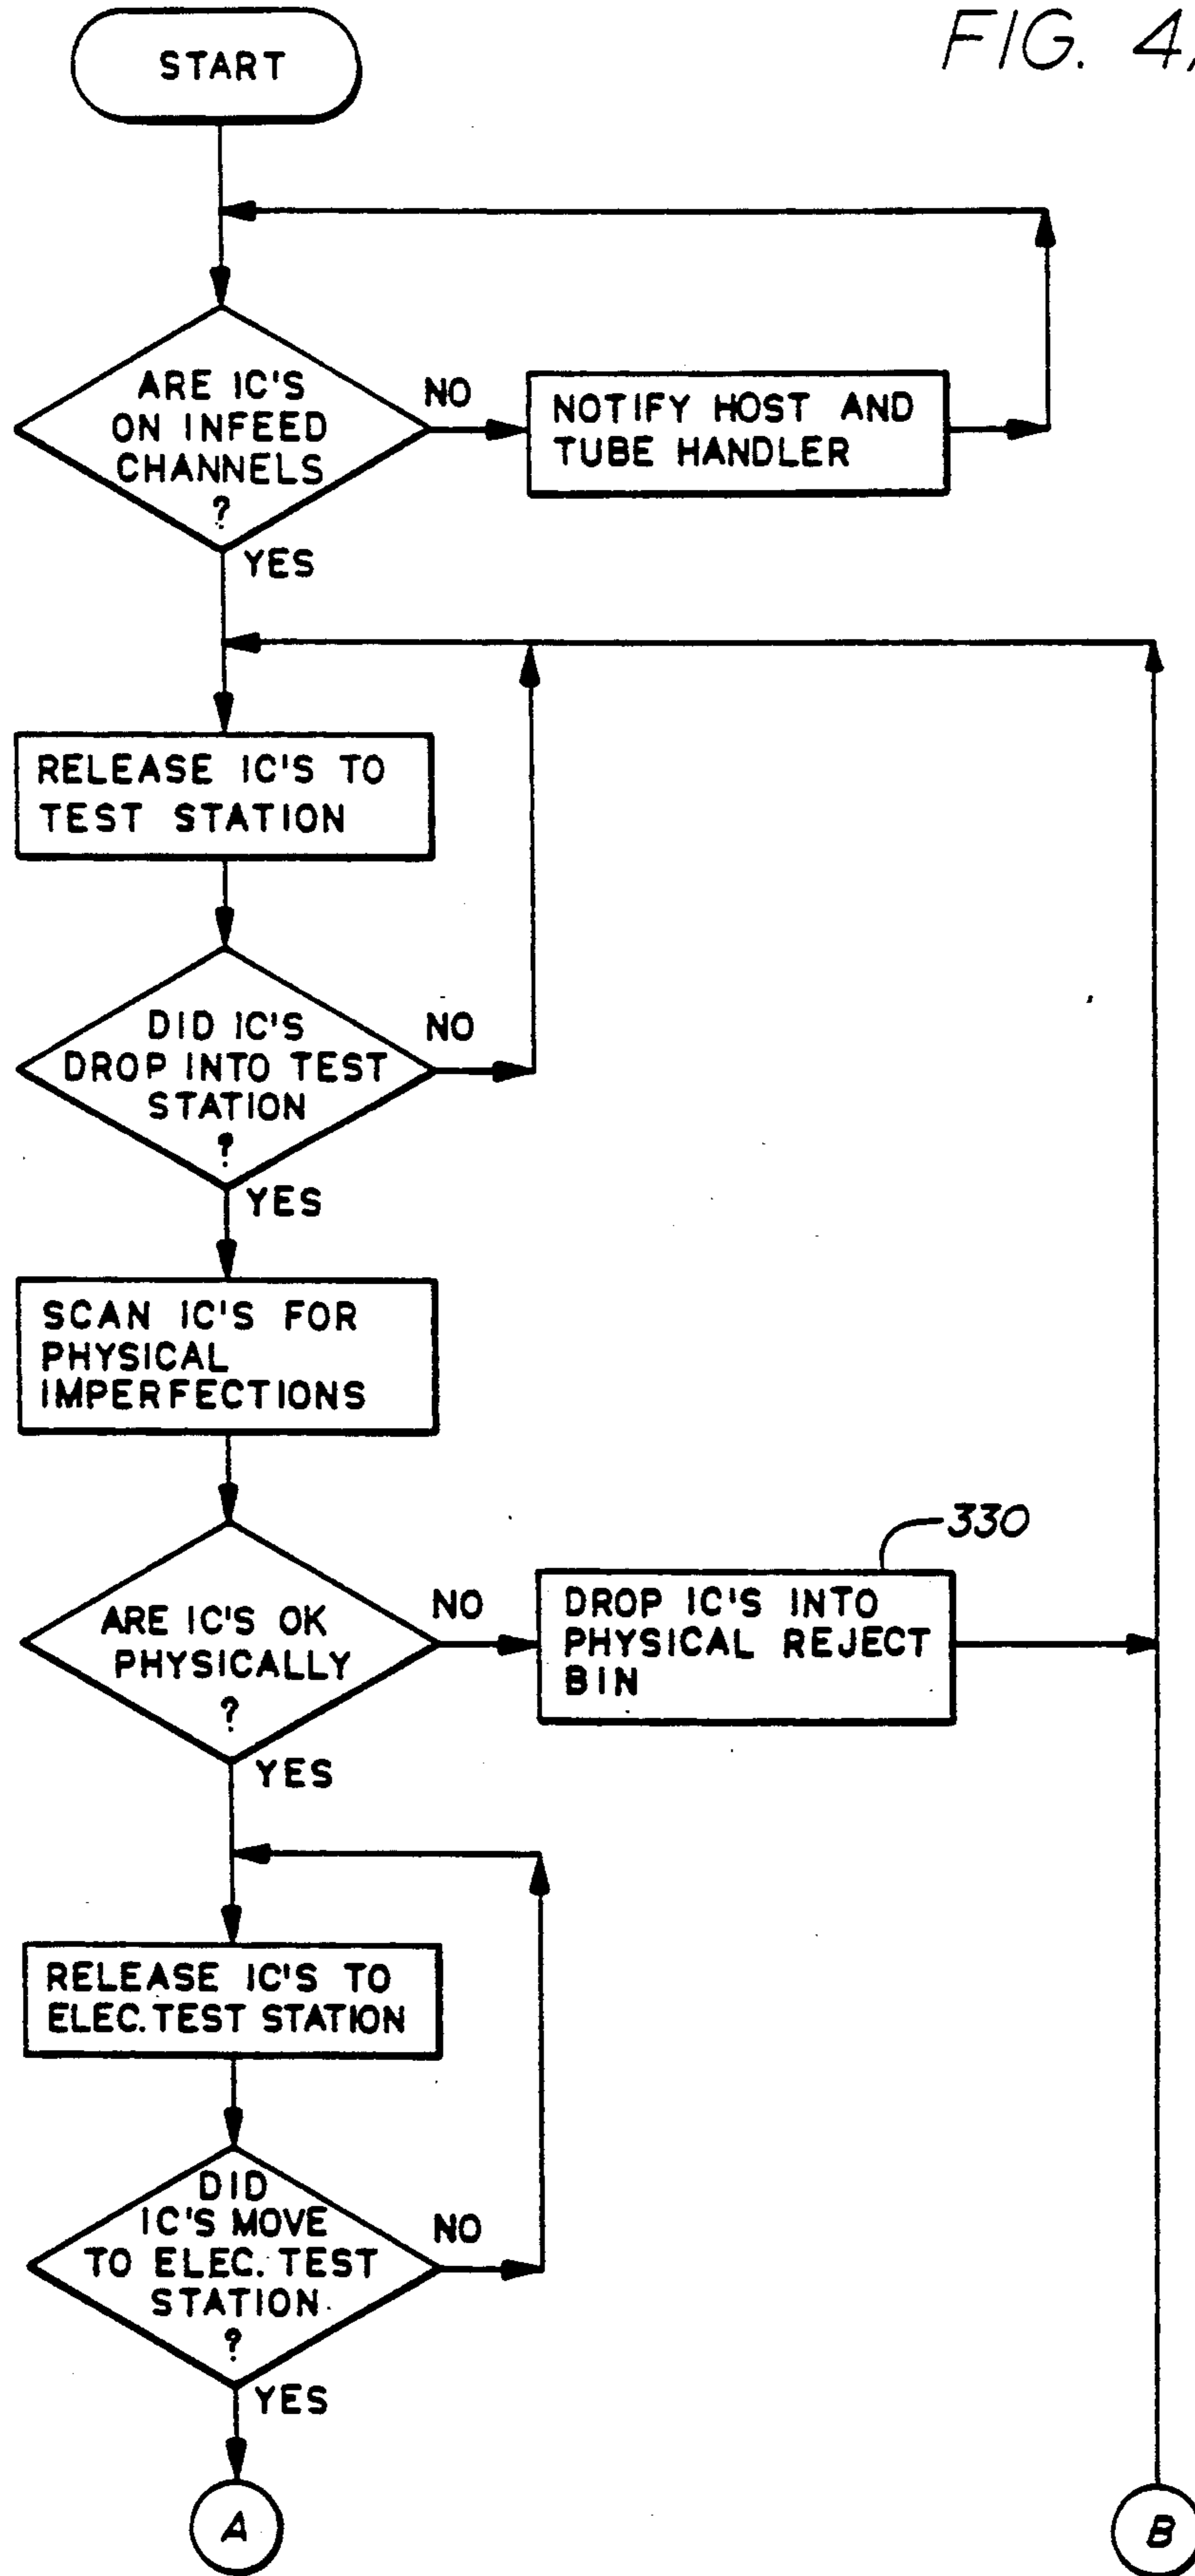 FIG. 4
START
ARE IC'S
ON INFEED
CHANNELS
?
NO
NOTIFY HOST AND
TUBE HANDLER
YES
RELEASE IC'S TO
TEST STATION
DID IC'S
DROP INTO TEST
STATION
?
NO
YES
SCAN IC'S FOR
PHYSICAL
IMPERFECTIONS
330
ARE IC'S OK
PHYSICALLY
?
NO
DROP IC'S INTO
PHYSICAL REJECT
BIN
YES
RELEASE IC'S TO
ELEC. TEST STATION
DID
IC'S MOVE
TO ELEC. TEST
STATION
?
NO
YES
A
B